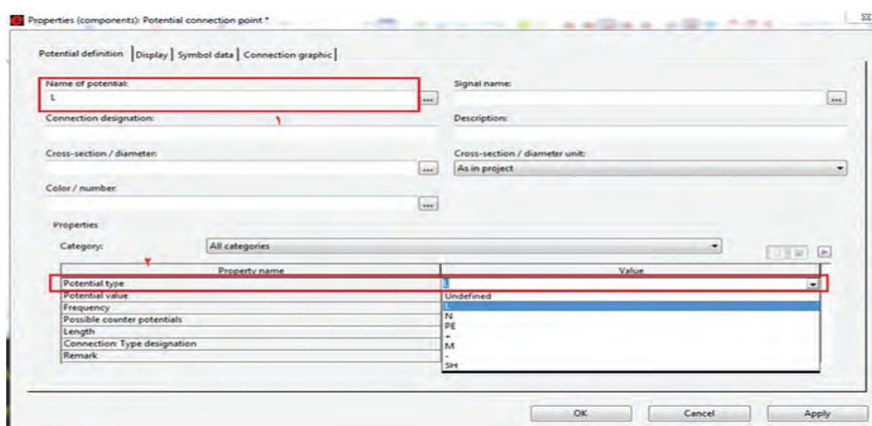 Properties (components): Potential connection point *
Potential definition Display Symbol data Connection graphic
Name of potential: Signal name:
L ... ...
Connection designation: ۱ Description:
Cross-section / diameter: Cross-section / diameter unit:
... As in project
Color / number:
...
Properties
Category: All categories
۲
Property name Value
Potential type L
Potential value Undefined
Frequency L
Possible counter potentials N
PE
Length +
Connection: Type designation M
Remark -
SH
OK Cancel Apply